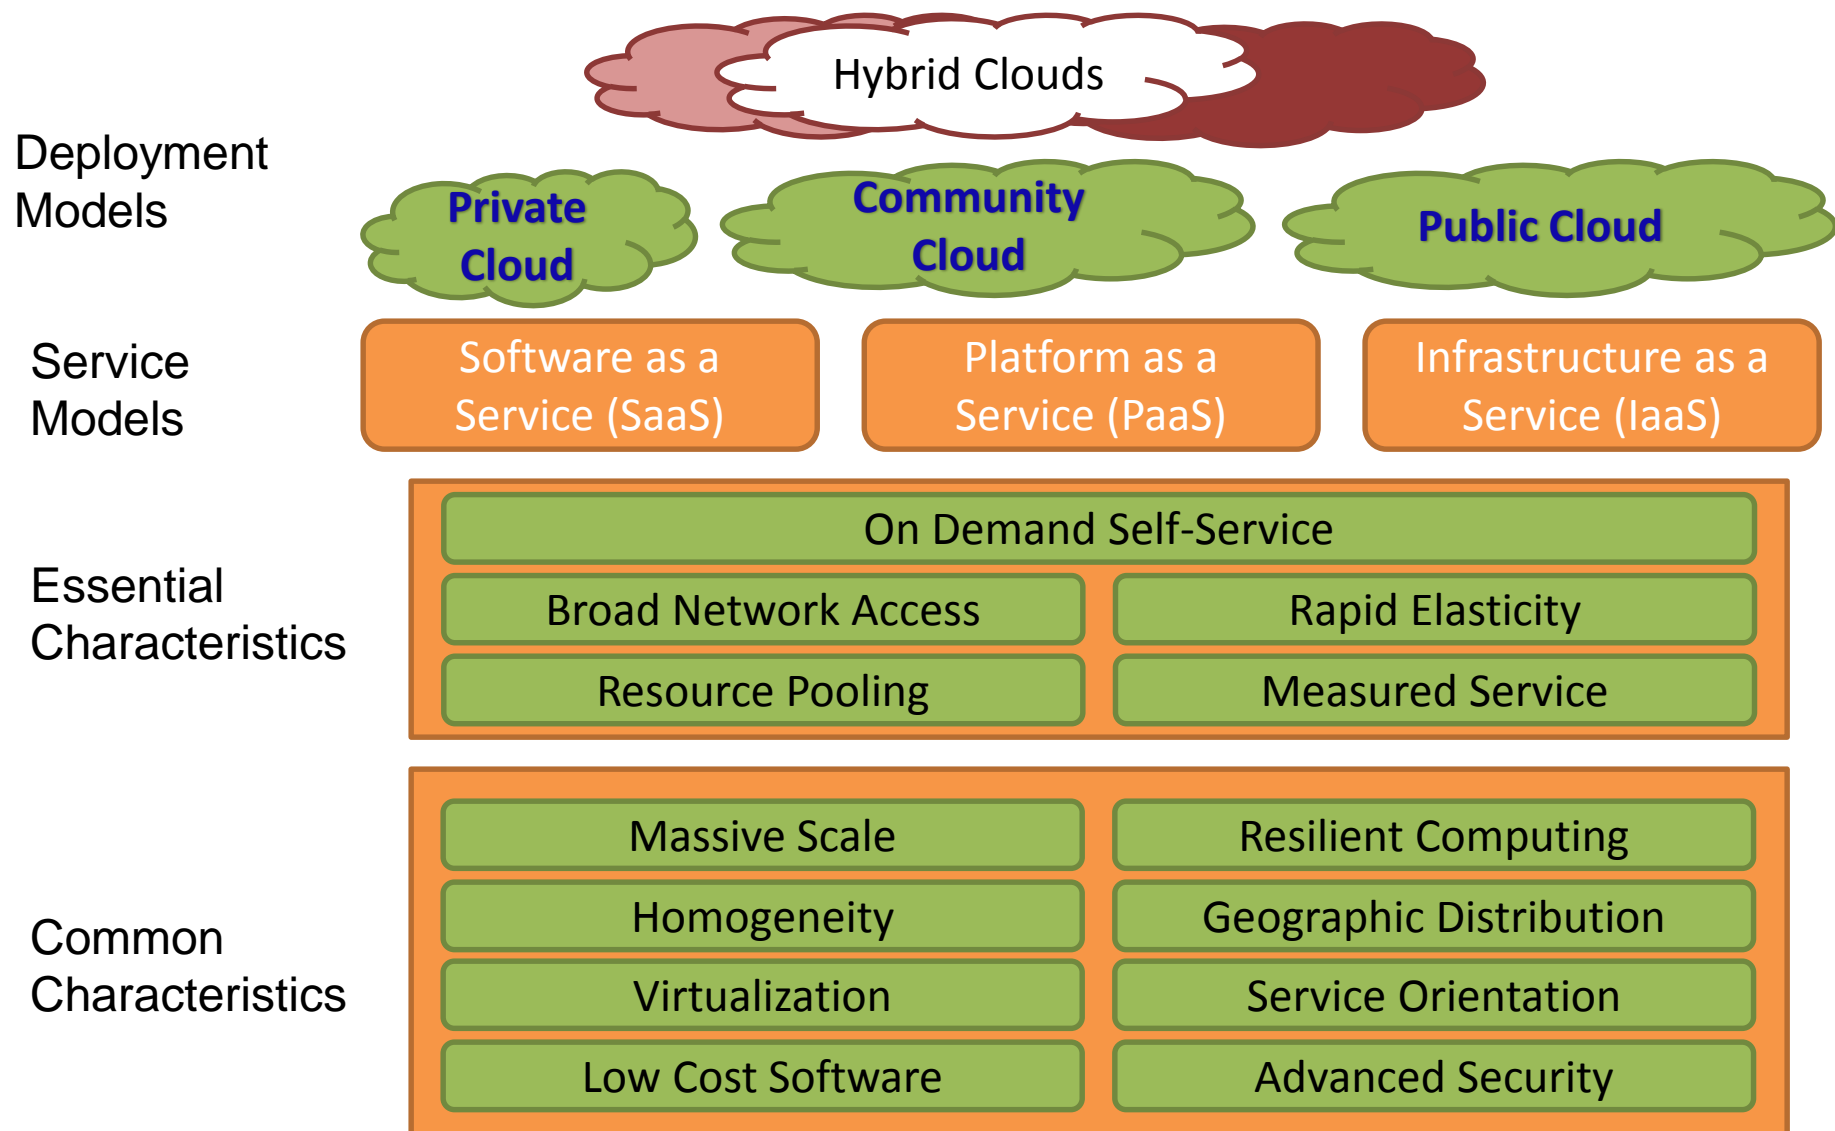 Hybrid Clouds
Deployment
Models
Private
Cloud
Community
Cloud
Public Cloud
Service
Models
Software as a
Service (SaaS)
Platform as a
Service (PaaS)
Infrastructure as a
Service (IaaS)
Essential
Characteristics
On Demand Self-Service
Broad Network Access
Rapid Elasticity
Resource Pooling
Measured Service
Common
Characteristics
Massive Scale
Resilient Computing
Homogeneity
Geographic Distribution
Virtualization
Service Orientation
Low Cost Software
Advanced Security